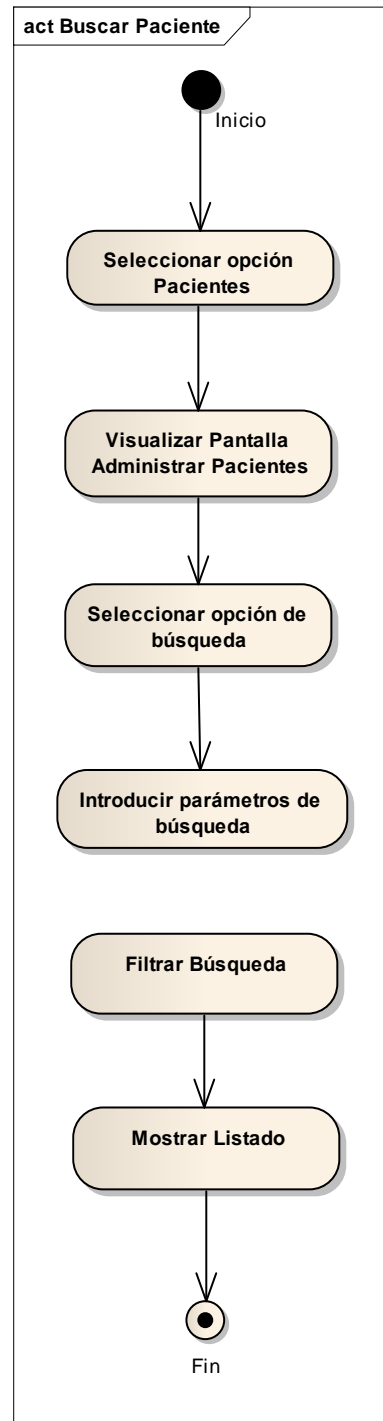 act Buscar Paciente
Inicio
Seleccionar opción
Pacientes
Visualizar Pantalla
Administrar Pacientes
Seleccionar opción de
búsqueda
Introducir parámetros de
búsqueda
Filtrar Búsqueda
Mostrar Listado
Fin